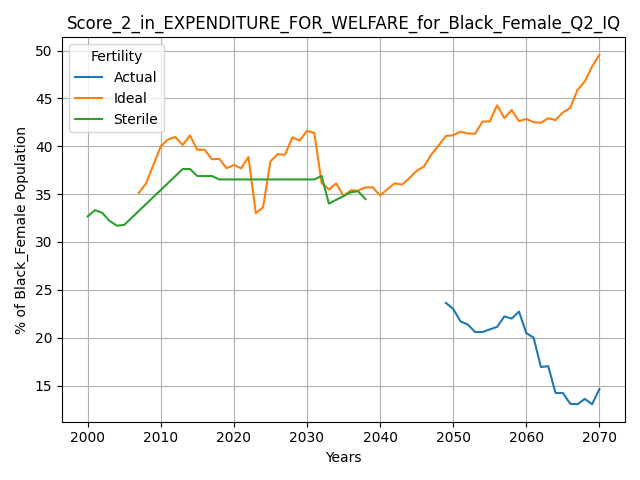 Score_2_in_EXPENDITURE_FOR_WELFARE_for_Black_Female_Q2_IQ
Fertility
Actual
Ideal
Sterile
% of Black_Female Population
50
45
40
35
30
25
20
15
2000 2010 2020 2030 2040 2050 2060 2070
Years